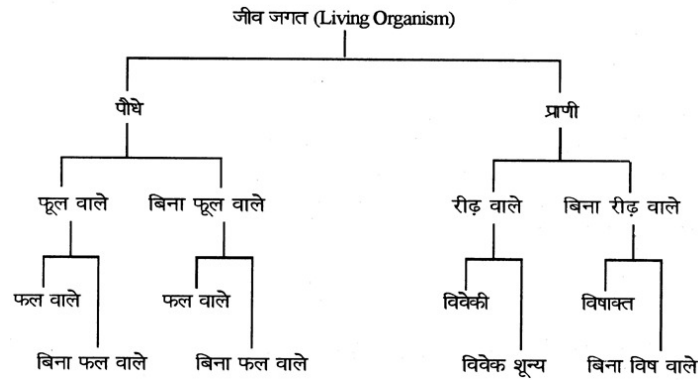 जीव जगत (Living Organism)
पौधे
प्राणी
फूल वाले
बिना फूल वाले
रीढ़ वाले
बिना रीढ़ वाले
फल वाले
फल वाले
विवेकी
विषाक्त
बिना फल वाले
बिना फल वाले
विवेक शून्य
बिना विष वाले